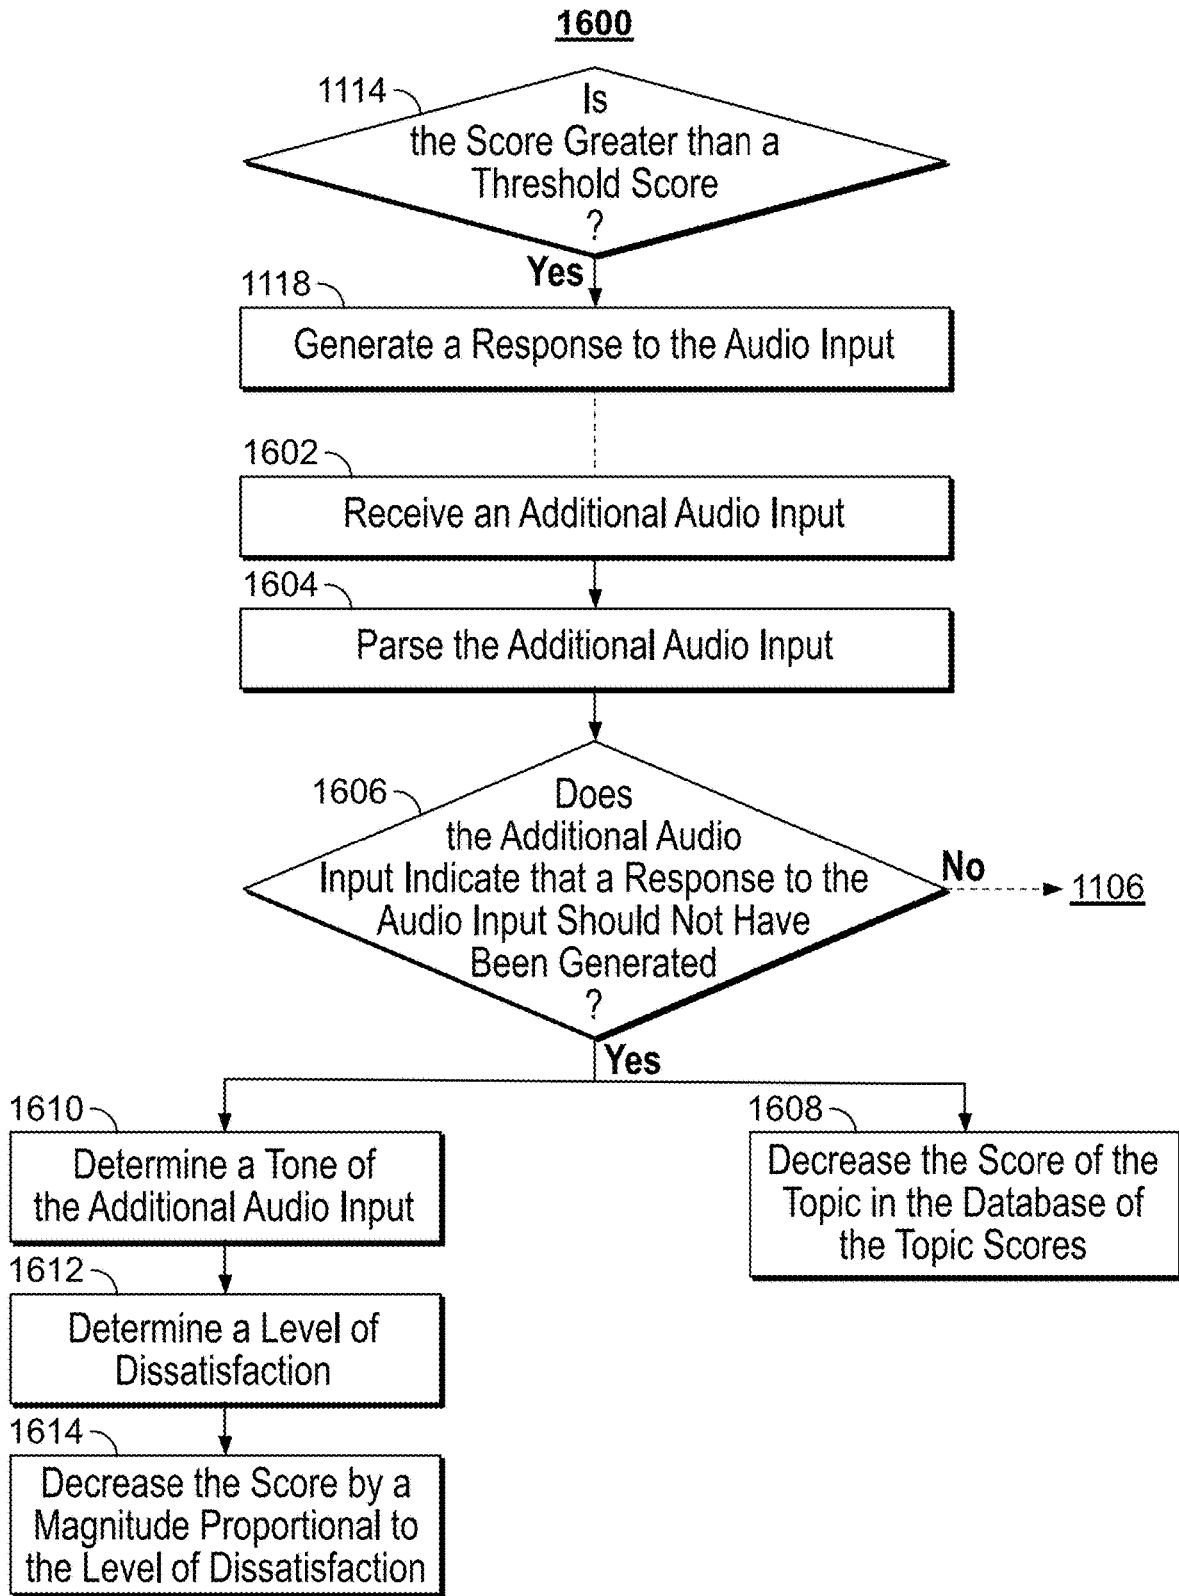 1600
1114
Is
the Score Greater than a
Threshold Score
?
Yes
1118
Generate a Response to the Audio Input
1602
Receive an Additional Audio Input
1604
Parse the Additional Audio Input
1606
Does
the Additional Audio
Input Indicate that a Response to the
Audio Input Should Not Have
Been Generated
?
No
1106
Yes
1610
Determine a Tone of
the Additional Audio Input
1612
Determine a Level of
Dissatisfaction
1614
Decrease the Score by a
Magnitude Proportional to
the Level of Dissatisfaction
1608
Decrease the Score of the
Topic in the Database of
the Topic Scores